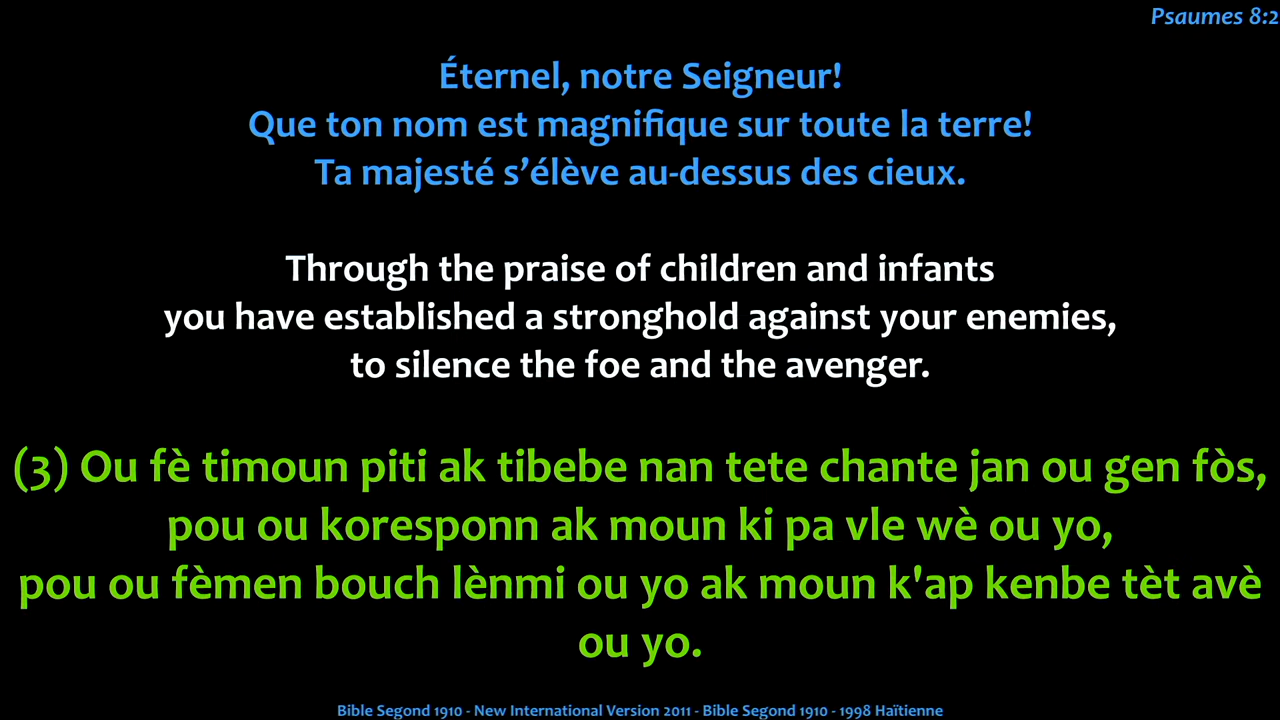 Psaumes 8:2
Éternel, notre Seigneur!
Que ton nom est magnifique sur toute la terre!
Ta majesté s’élève au-dessus des cieux.
Through the praise of children and infants
you have established a stronghold against your enemies,
to silence the foe and the avenger.
(3) Ou fè timoun piti ak tibebe nan tete chante jan ou gen fòs,
pou ou koresponn ak moun ki pa vle wè ou yo,
pou ou fèmen bouch lènmi ou yo ak moun k'ap kenbe tèt avè
ou yo.
Bible Segond 1910 - New International Version 2011 - Bible Segond 1910 - 1998 Haïtienne